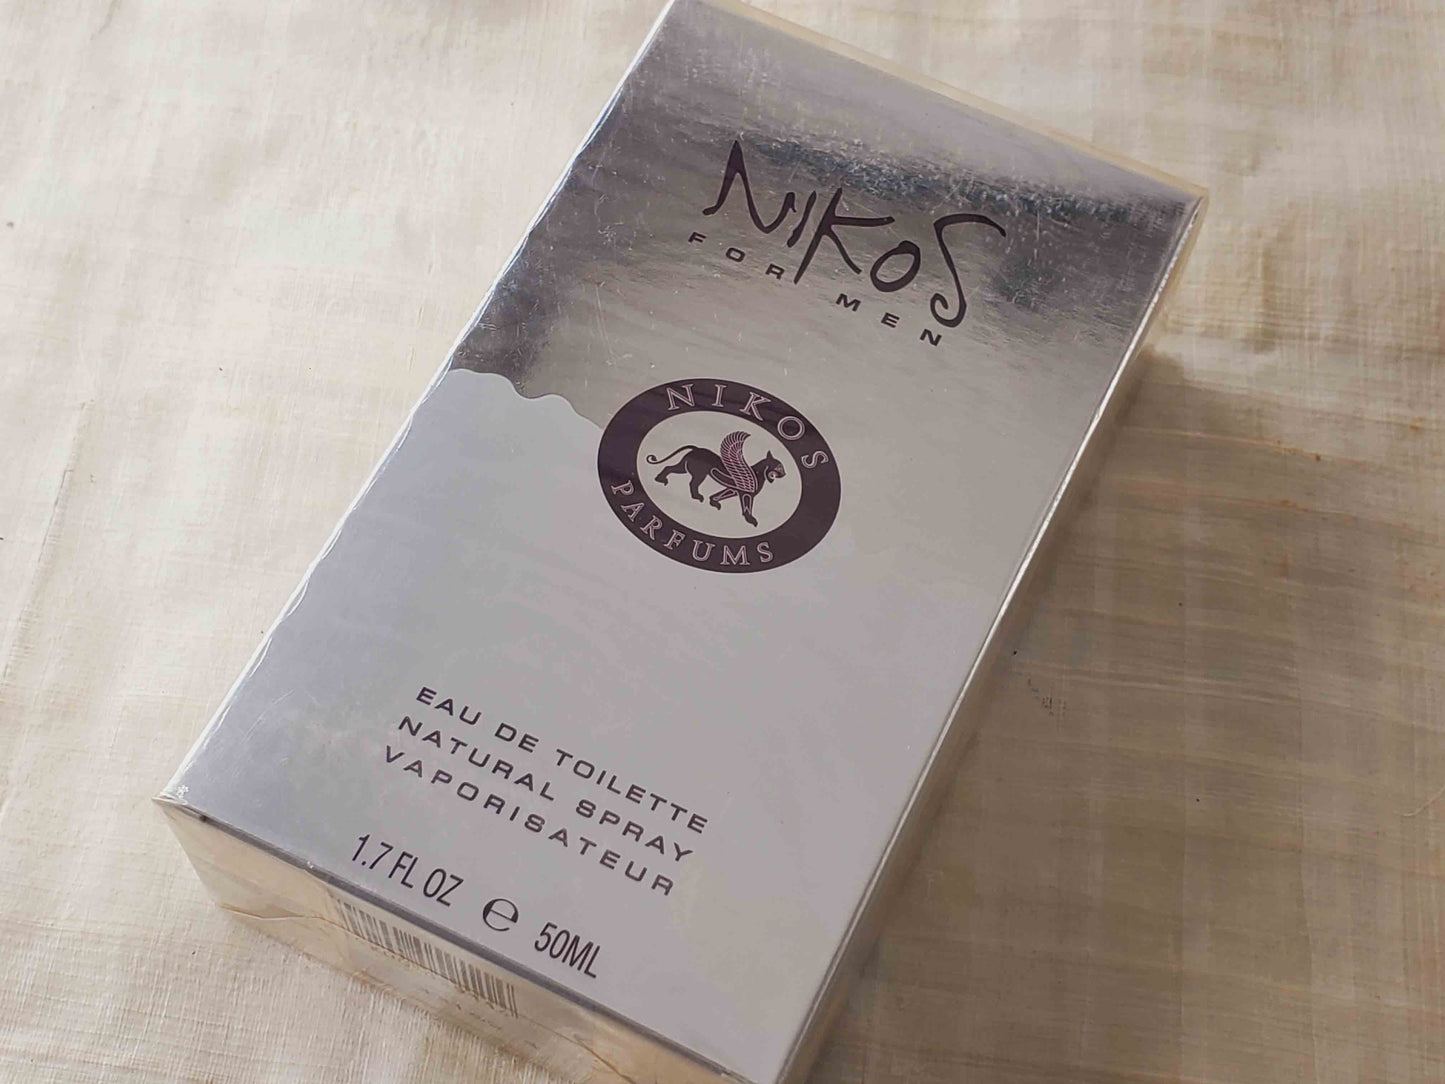 NIKOS
FOR MEN
NIKOS
PARFUMS
EAU DE TOILETTE
NATURAL SPRAY
VAPORISATEUR
1.7 FL OZ ℮ 50ML